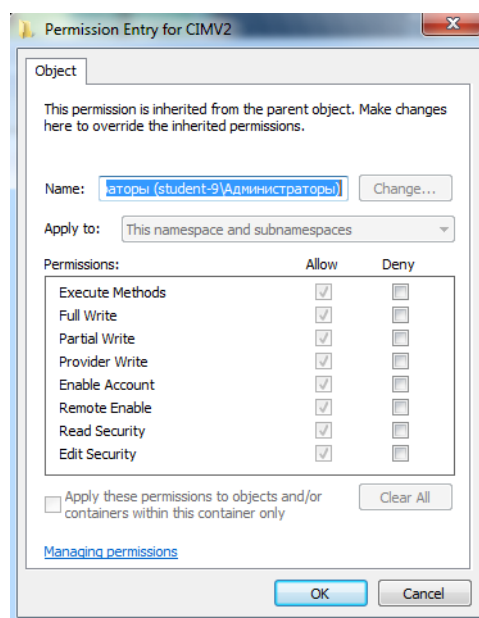 Permission Entry for CIMV2
Object
This permission is inherited from the parent object. Make changes
here to override the inherited permissions.
Name: раторы (student-9\Администраторы) Change...
Apply to: This namespace and subnamespaces
Permissions: Allow Deny
Execute Methods
Full Write
Partial Write
Provider Write
Enable Account
Remote Enable
Read Security
Edit Security
Apply these permissions to objects and/or
containers within this container only
Clear All
Managing permissions
OK Cancel